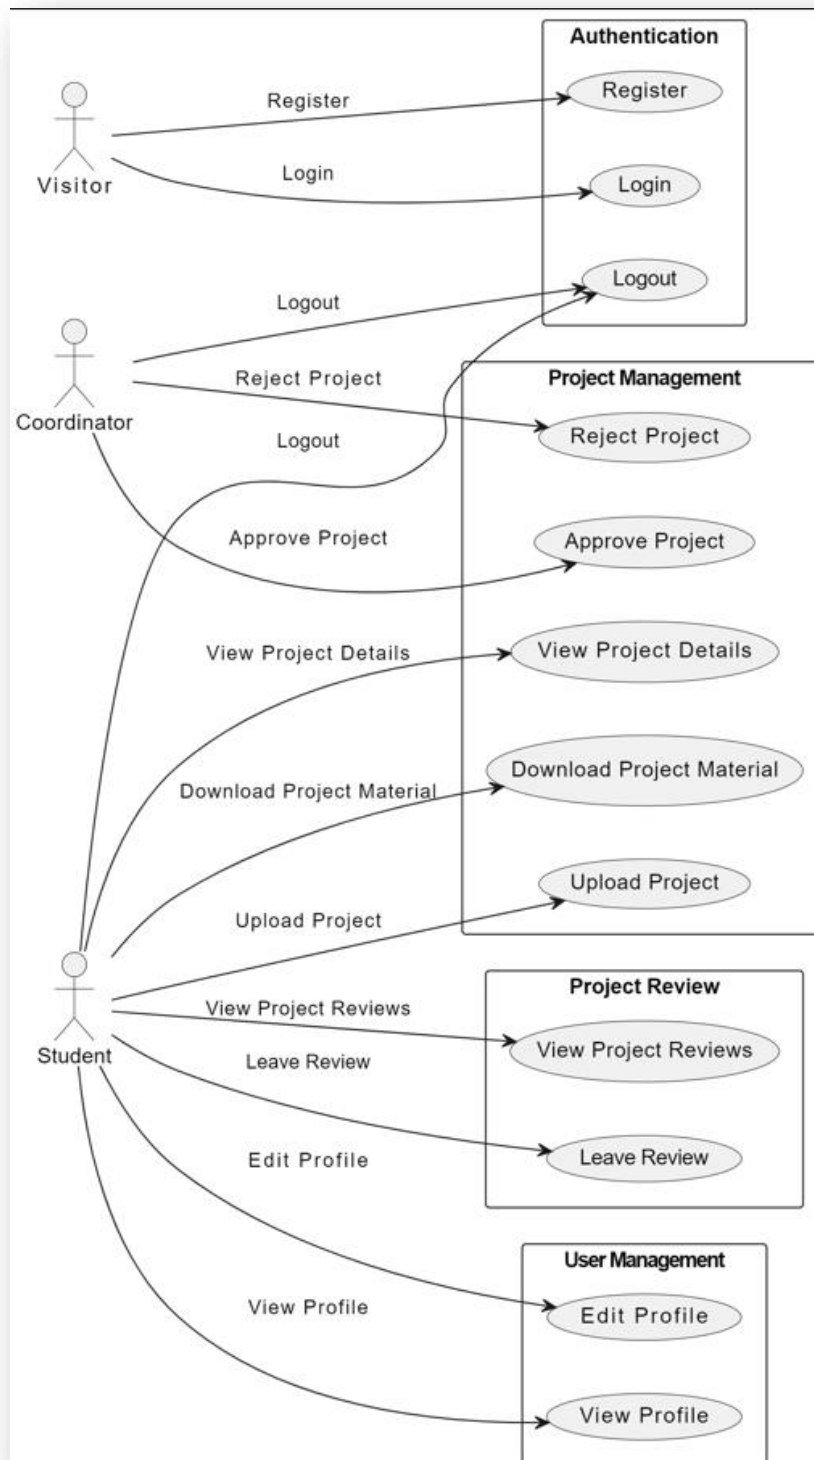 Authentication
Register
Register
Visitor
Login
Login
Logout
Logout
Coordinator
Project Management
Reject Project
Reject Project
Logout
Approve Project
Approve Project
View Project Details
View Project Details
Download Project Material
Download Project Material
Upload Project
Upload Project
Student
Project Review
View Project Reviews
View Project Reviews
Leave Review
Leave Review
User Management
Edit Profile
Edit Profile
View Profile
View Profile